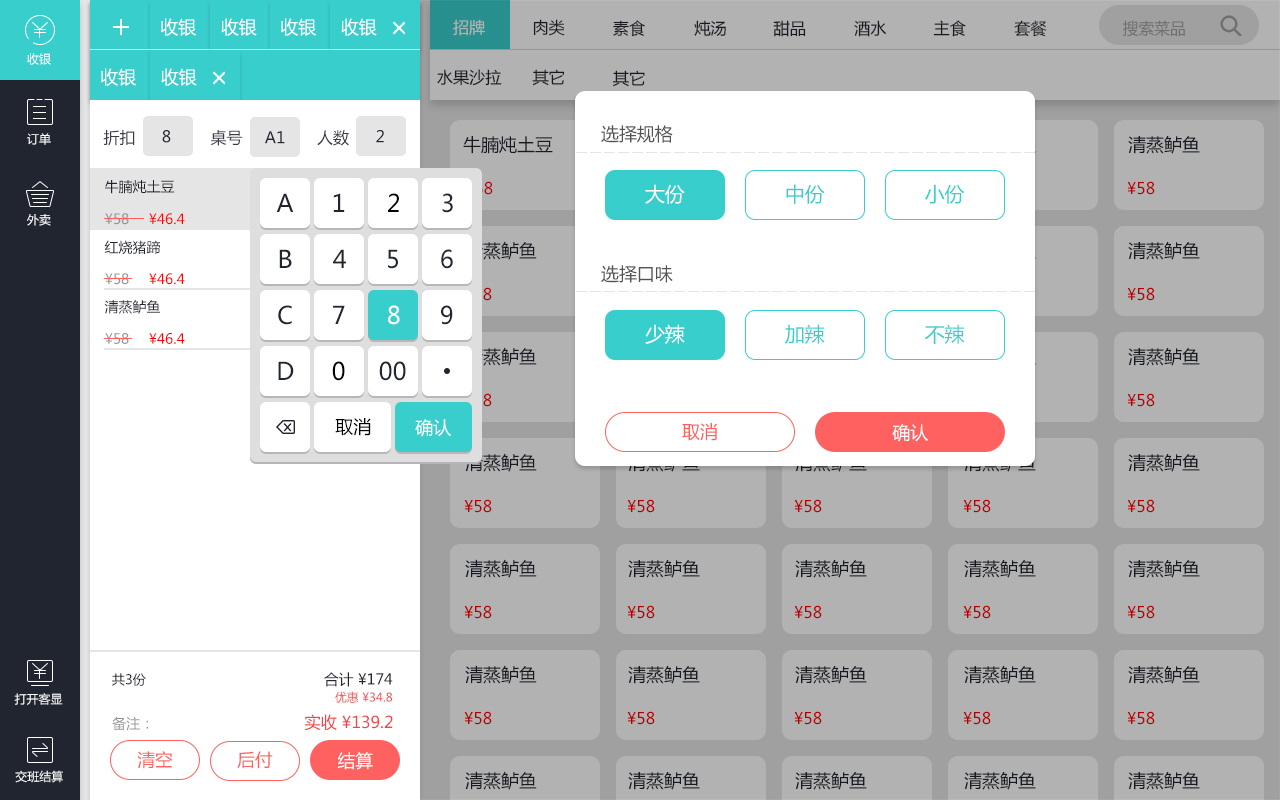 收银
订单
外卖
打开客显
交班结算
+ 收银 收银 收银 收银 ×
收银 收银 ×
折扣 8 桌号 A1 人数 2
牛腩炖土豆
¥58 ¥46.4
红烧猪蹄
¥58 ¥46.4
清蒸鲈鱼
¥58 ¥46.4
A 1 2 3
B 4 5 6
C 7 8 9
D 0 00 •
取消 确认
共3份 合计 ¥174
优惠 ¥34.8
备注： 实收 ¥139.2
清空 后付 结算
招牌 肉类 素食 炖汤 甜品 酒水 主食 套餐 搜索菜品
水果沙拉 其它 其它
选择规格
大份 中份 小份
选择口味
少辣 加辣 不辣
取消 确认
牛腩炖土豆 清蒸鲈鱼
8 ¥58
蒸鲈鱼 清蒸鲈鱼
8 ¥58
蒸鲈鱼 清蒸鲈鱼
8 ¥58
清蒸鲈鱼 清蒸鲈鱼 清蒸鲈鱼 清蒸鲈鱼 清蒸鲈鱼
¥58 ¥58 ¥58 ¥58 ¥58
清蒸鲈鱼 清蒸鲈鱼 清蒸鲈鱼 清蒸鲈鱼 清蒸鲈鱼
¥58 ¥58 ¥58 ¥58 ¥58
清蒸鲈鱼 清蒸鲈鱼 清蒸鲈鱼 清蒸鲈鱼 清蒸鲈鱼
¥58 ¥58 ¥58 ¥58 ¥58
清蒸鲈鱼 清蒸鲈鱼 清蒸鲈鱼 清蒸鲈鱼 清蒸鲈鱼